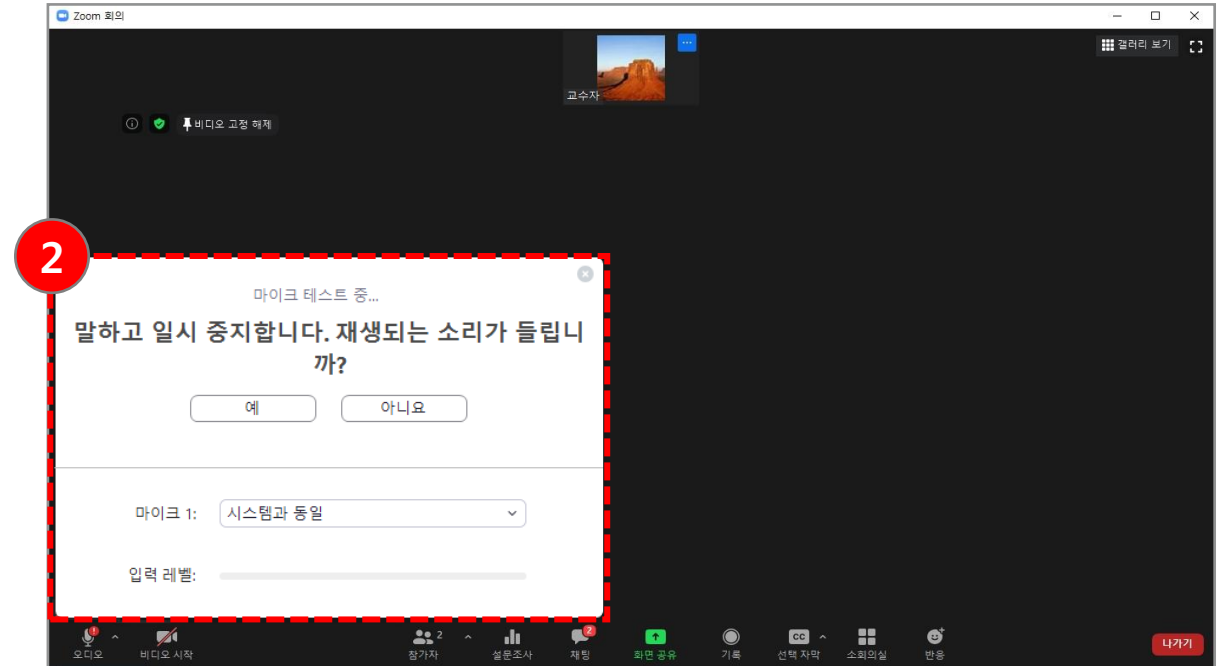 Zoom 회의
갤러리 보기
교수자
비디오 고정 해제
2
마이크 테스트 중...
말하고 일시 중지합니다. 재생되는 소리가 들립니
까?
예
아니요
마이크 1:
시스템과 동일
입력 레벨:
오디오
비디오 시작
2
참가자
설문조사
2
채팅
화면 공유
기록
CC
선택 자막
소회의실
반응
나가기